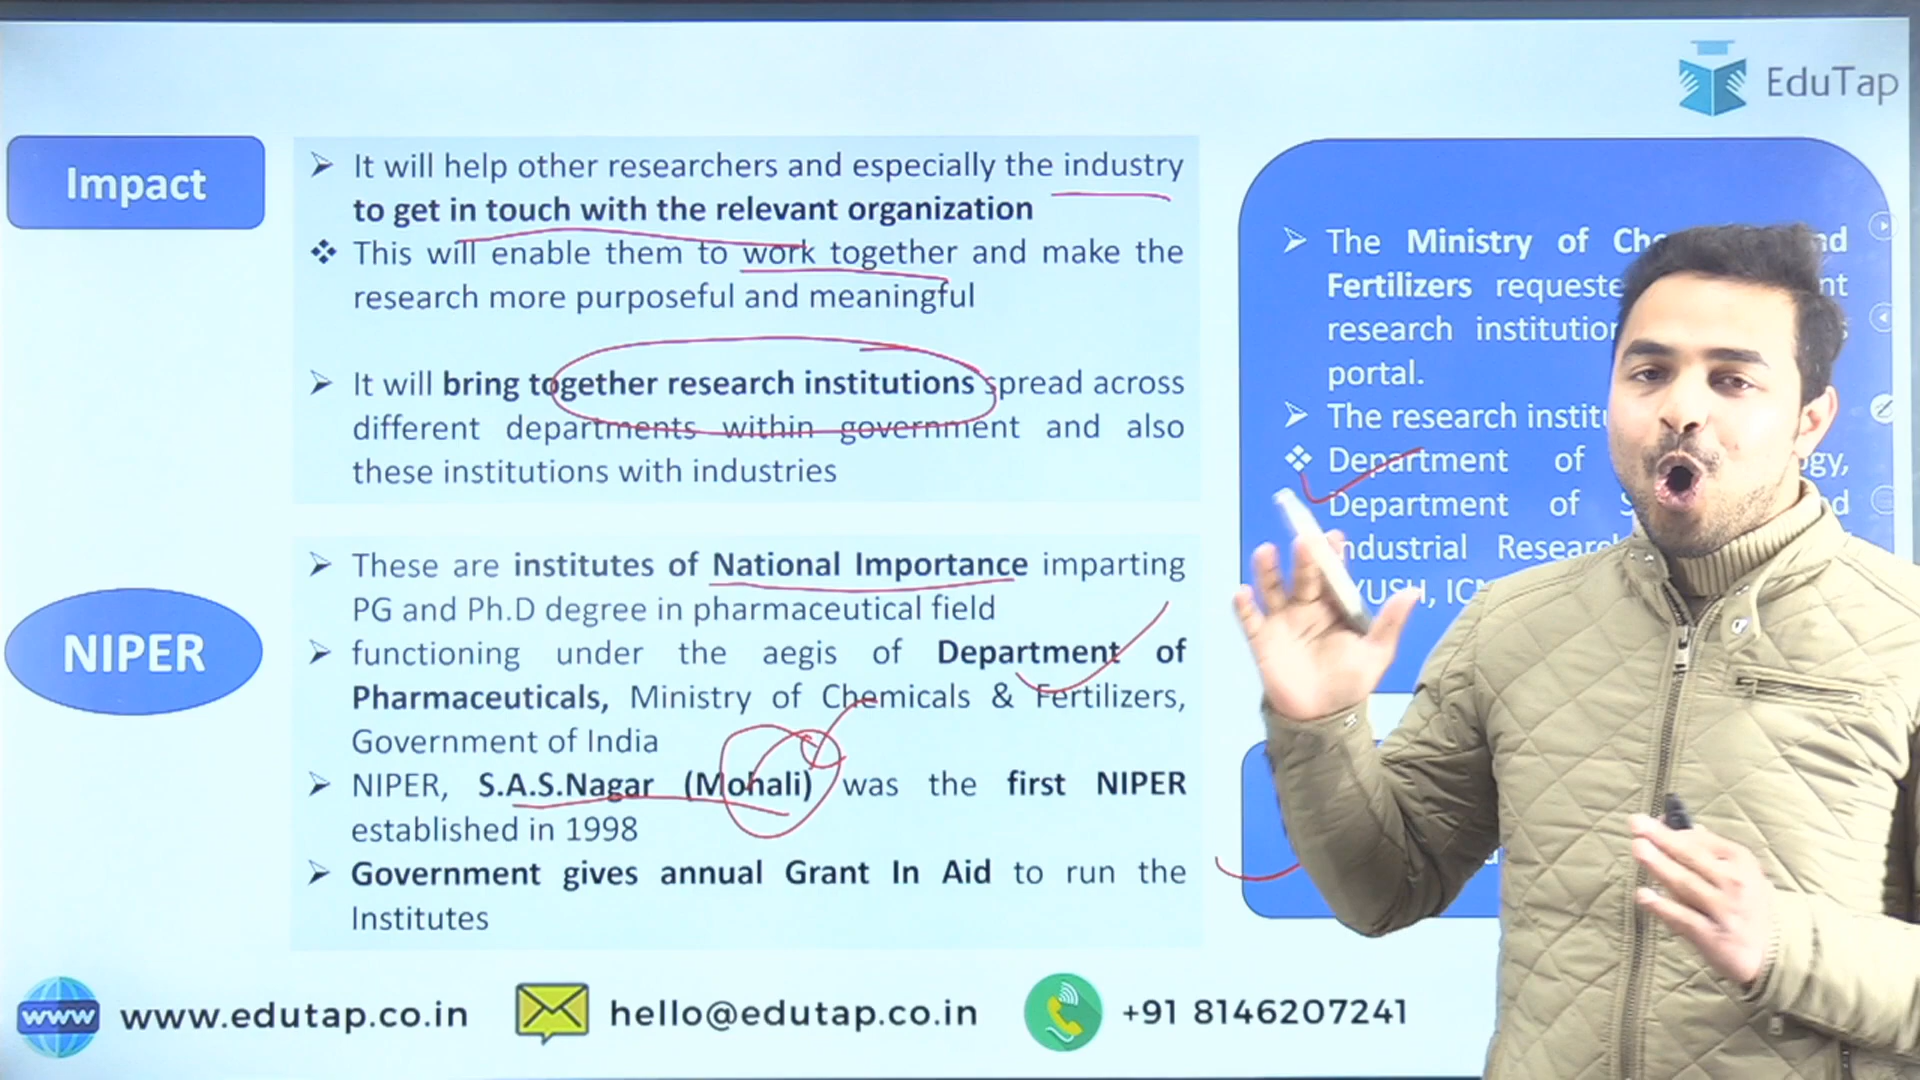 EduTap
Impact
It will help other researchers and especially the industry
to get in touch with the relevant organization
This will enable them to work together and make the
research more purposeful and meaningful
It will bring together research institutions spread across
different departments within government and also
these institutions with industries
NIPER
These are institutes of National Importance imparting
PG and Ph.D degree in pharmaceutical field
functioning under the aegis of Department of
Pharmaceuticals, Ministry of Chemicals & Fertilizers,
Government of India
NIPER, S.A.S.Nagar (Mohali) was the first NIPER
established in 1998
Government gives annual Grant In Aid to run the
Institutes
The Ministry of
Fertilizers
research
portal.
The research
Department of
Department of
Industrial
www www.edutap.co.in hello@edutap.co.in +91 8146207241